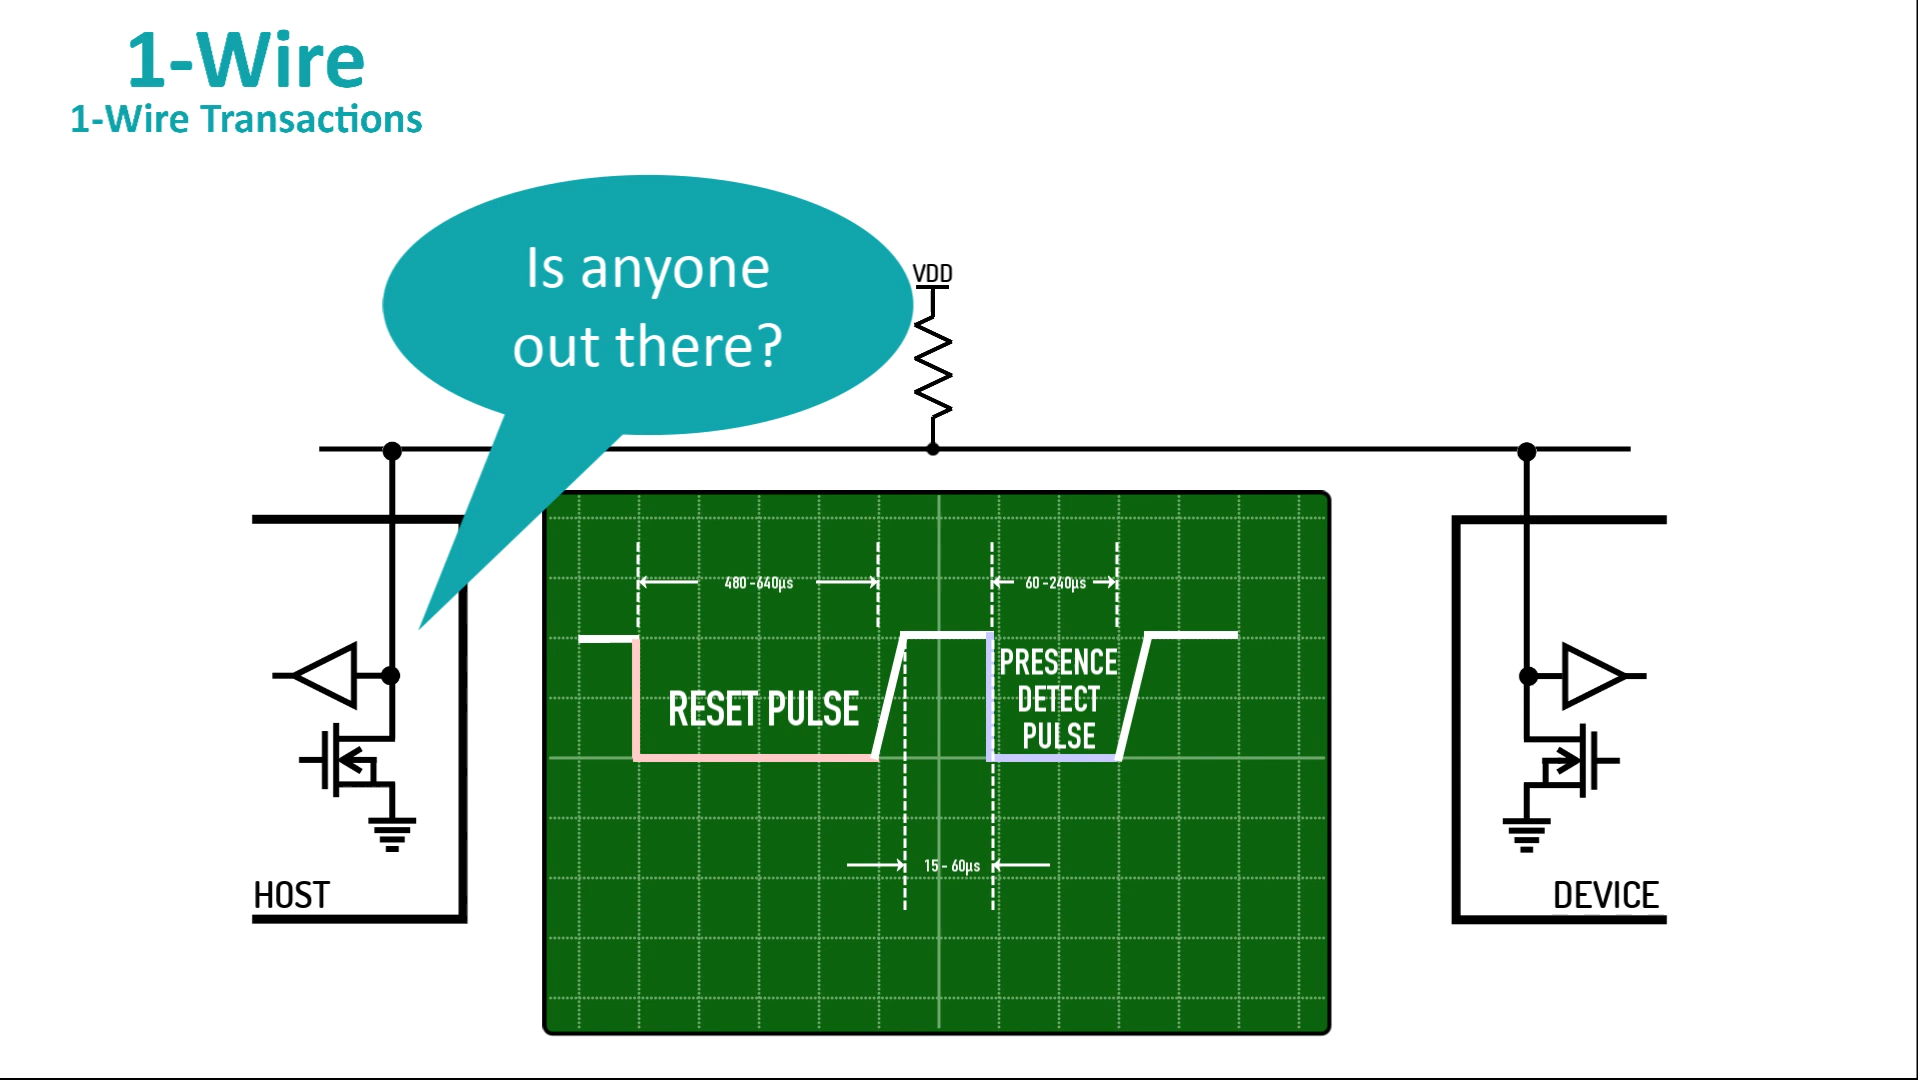 1-Wire
1-Wire Transactions
Is anyone
out there?
VDD
480 -640µs
60 -240µs
RESET PULSE
PRESENCE
DETECT
PULSE
15 - 60µs
HOST
DEVICE